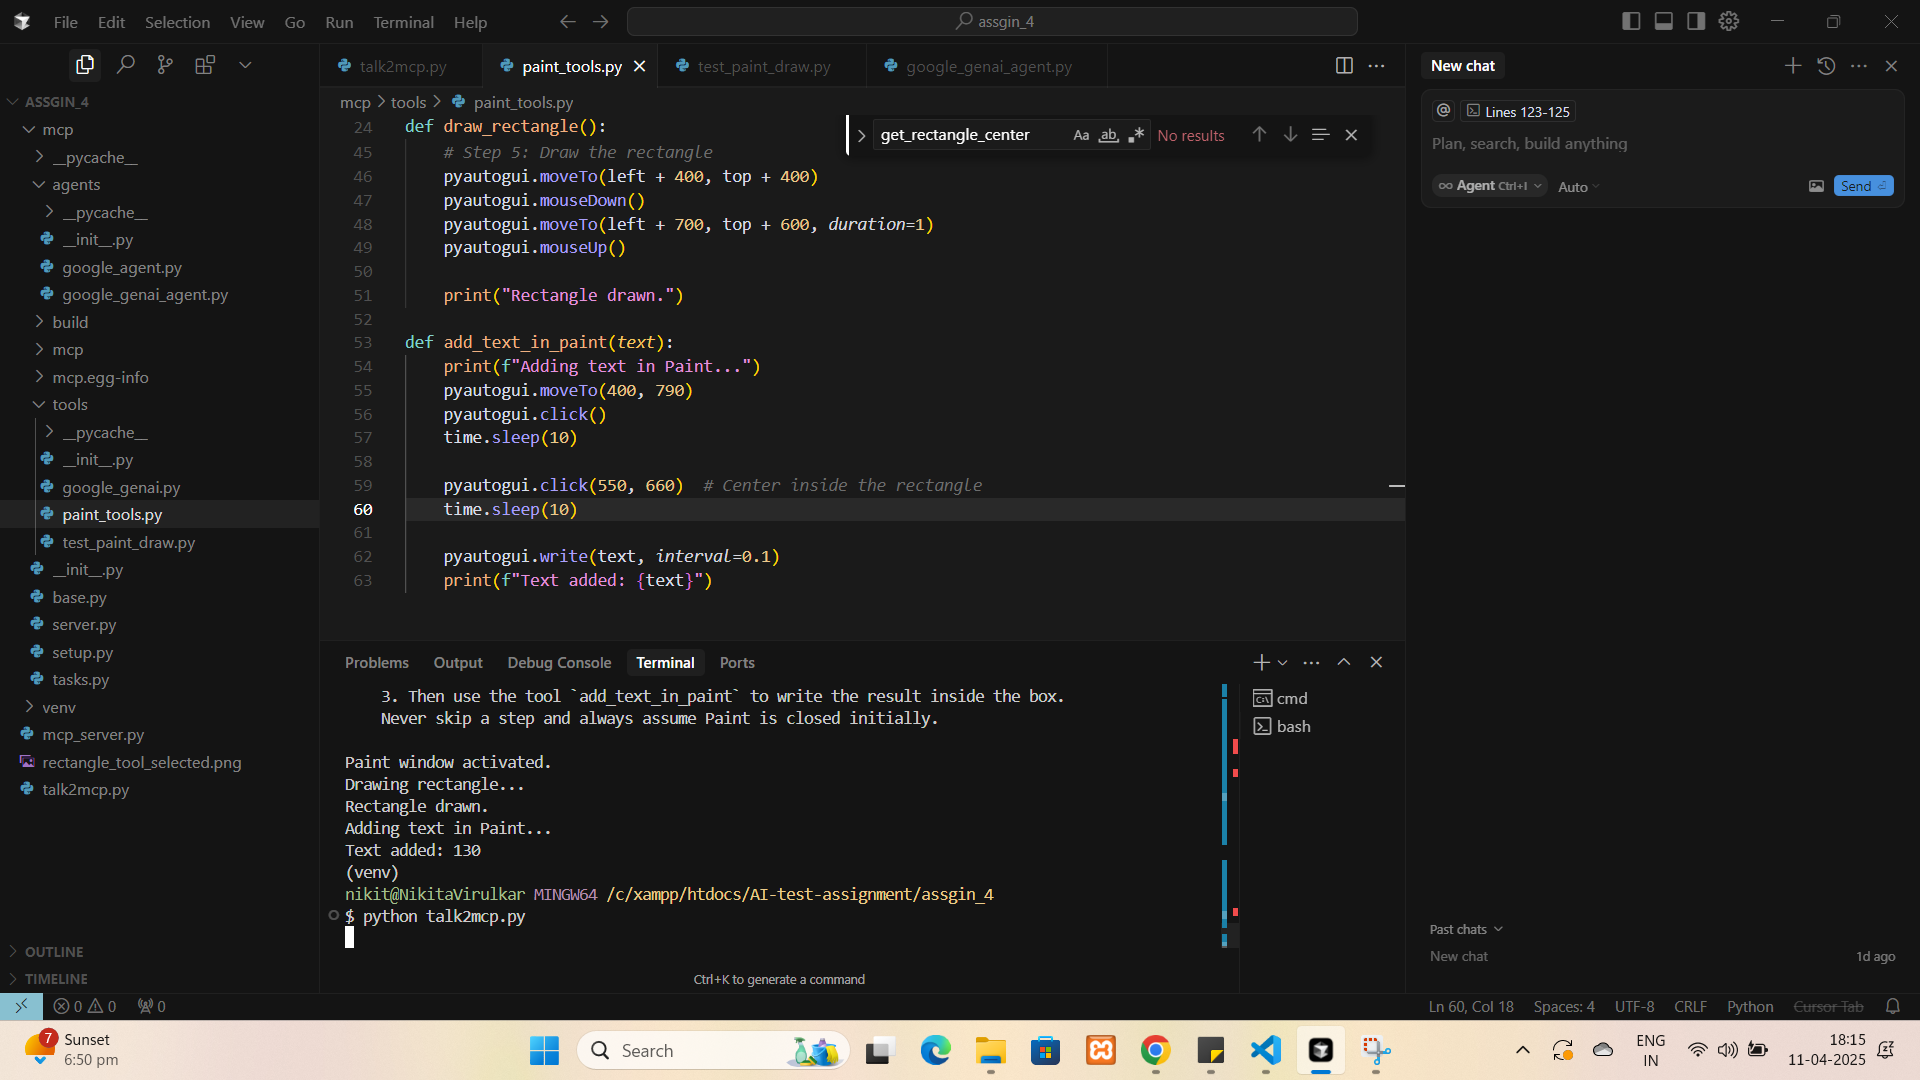 File Edit Selection View Go Run Terminal Help
assgin_4
ASSGIN_4
mcp
__pycache__
agents
__pycache__
__init__.py
google_agent.py
google_genai_agent.py
build
mcp
mcp.egg-info
tools
__pycache__
__init__.py
google_genai.py
paint_tools.py
test_paint_draw.py
__init__.py
base.py
server.py
setup.py
tasks.py
venv
mcp_server.py
rectangle_tool_selected.png
talk2mcp.py
OUTLINE
TIMELINE
talk2mcp.py paint_tools.py test_paint_draw.py google_genai_agent.py
mcp > tools > paint_tools.py
get_rectangle_center Aa ab .* No results
24 def draw_rectangle():
45 # Step 5: Draw the rectangle
46 pyautogui.moveTo(left + 400, top + 400)
47 pyautogui.mouseDown()
48 pyautogui.moveTo(left + 700, top + 600, duration=1)
49 pyautogui.mouseUp()
50
51 print("Rectangle drawn.")
52
53 def add_text_in_paint(text):
54 print(f"Adding text in Paint...")
55 pyautogui.moveTo(400, 790)
56 pyautogui.click()
57 time.sleep(10)
58
59 pyautogui.click(550, 660) # Center inside the rectangle
60 time.sleep(10)
61
62 pyautogui.write(text, interval=0.1)
63 print(f"Text added: {text}")
Problems Output Debug Console Terminal Ports
3. Then use the tool `add_text_in_paint` to write the result inside the box.
Never skip a step and always assume Paint is closed initially.
Paint window activated.
Drawing rectangle...
Rectangle drawn.
Adding text in Paint...
Text added: 130
(venv)
nikit@NikitaVirulkar MINGW64 /c/xampp/htdocs/AI-test-assignment/assgin_4
$ python talk2mcp.py
Ctrl+K to generate a command
cmd
bash
New chat
@ Lines 123-125
Plan, search, build anything
Agent Ctrl+I Auto Send
Past chats
New chat 1d ago
0 0 0 Ln 60, Col 18 Spaces: 4 UTF-8 CRLF Python Cursor Tab
7 Sunset
6:50 pm
Search
ENG
IN
18:15
11-04-2025